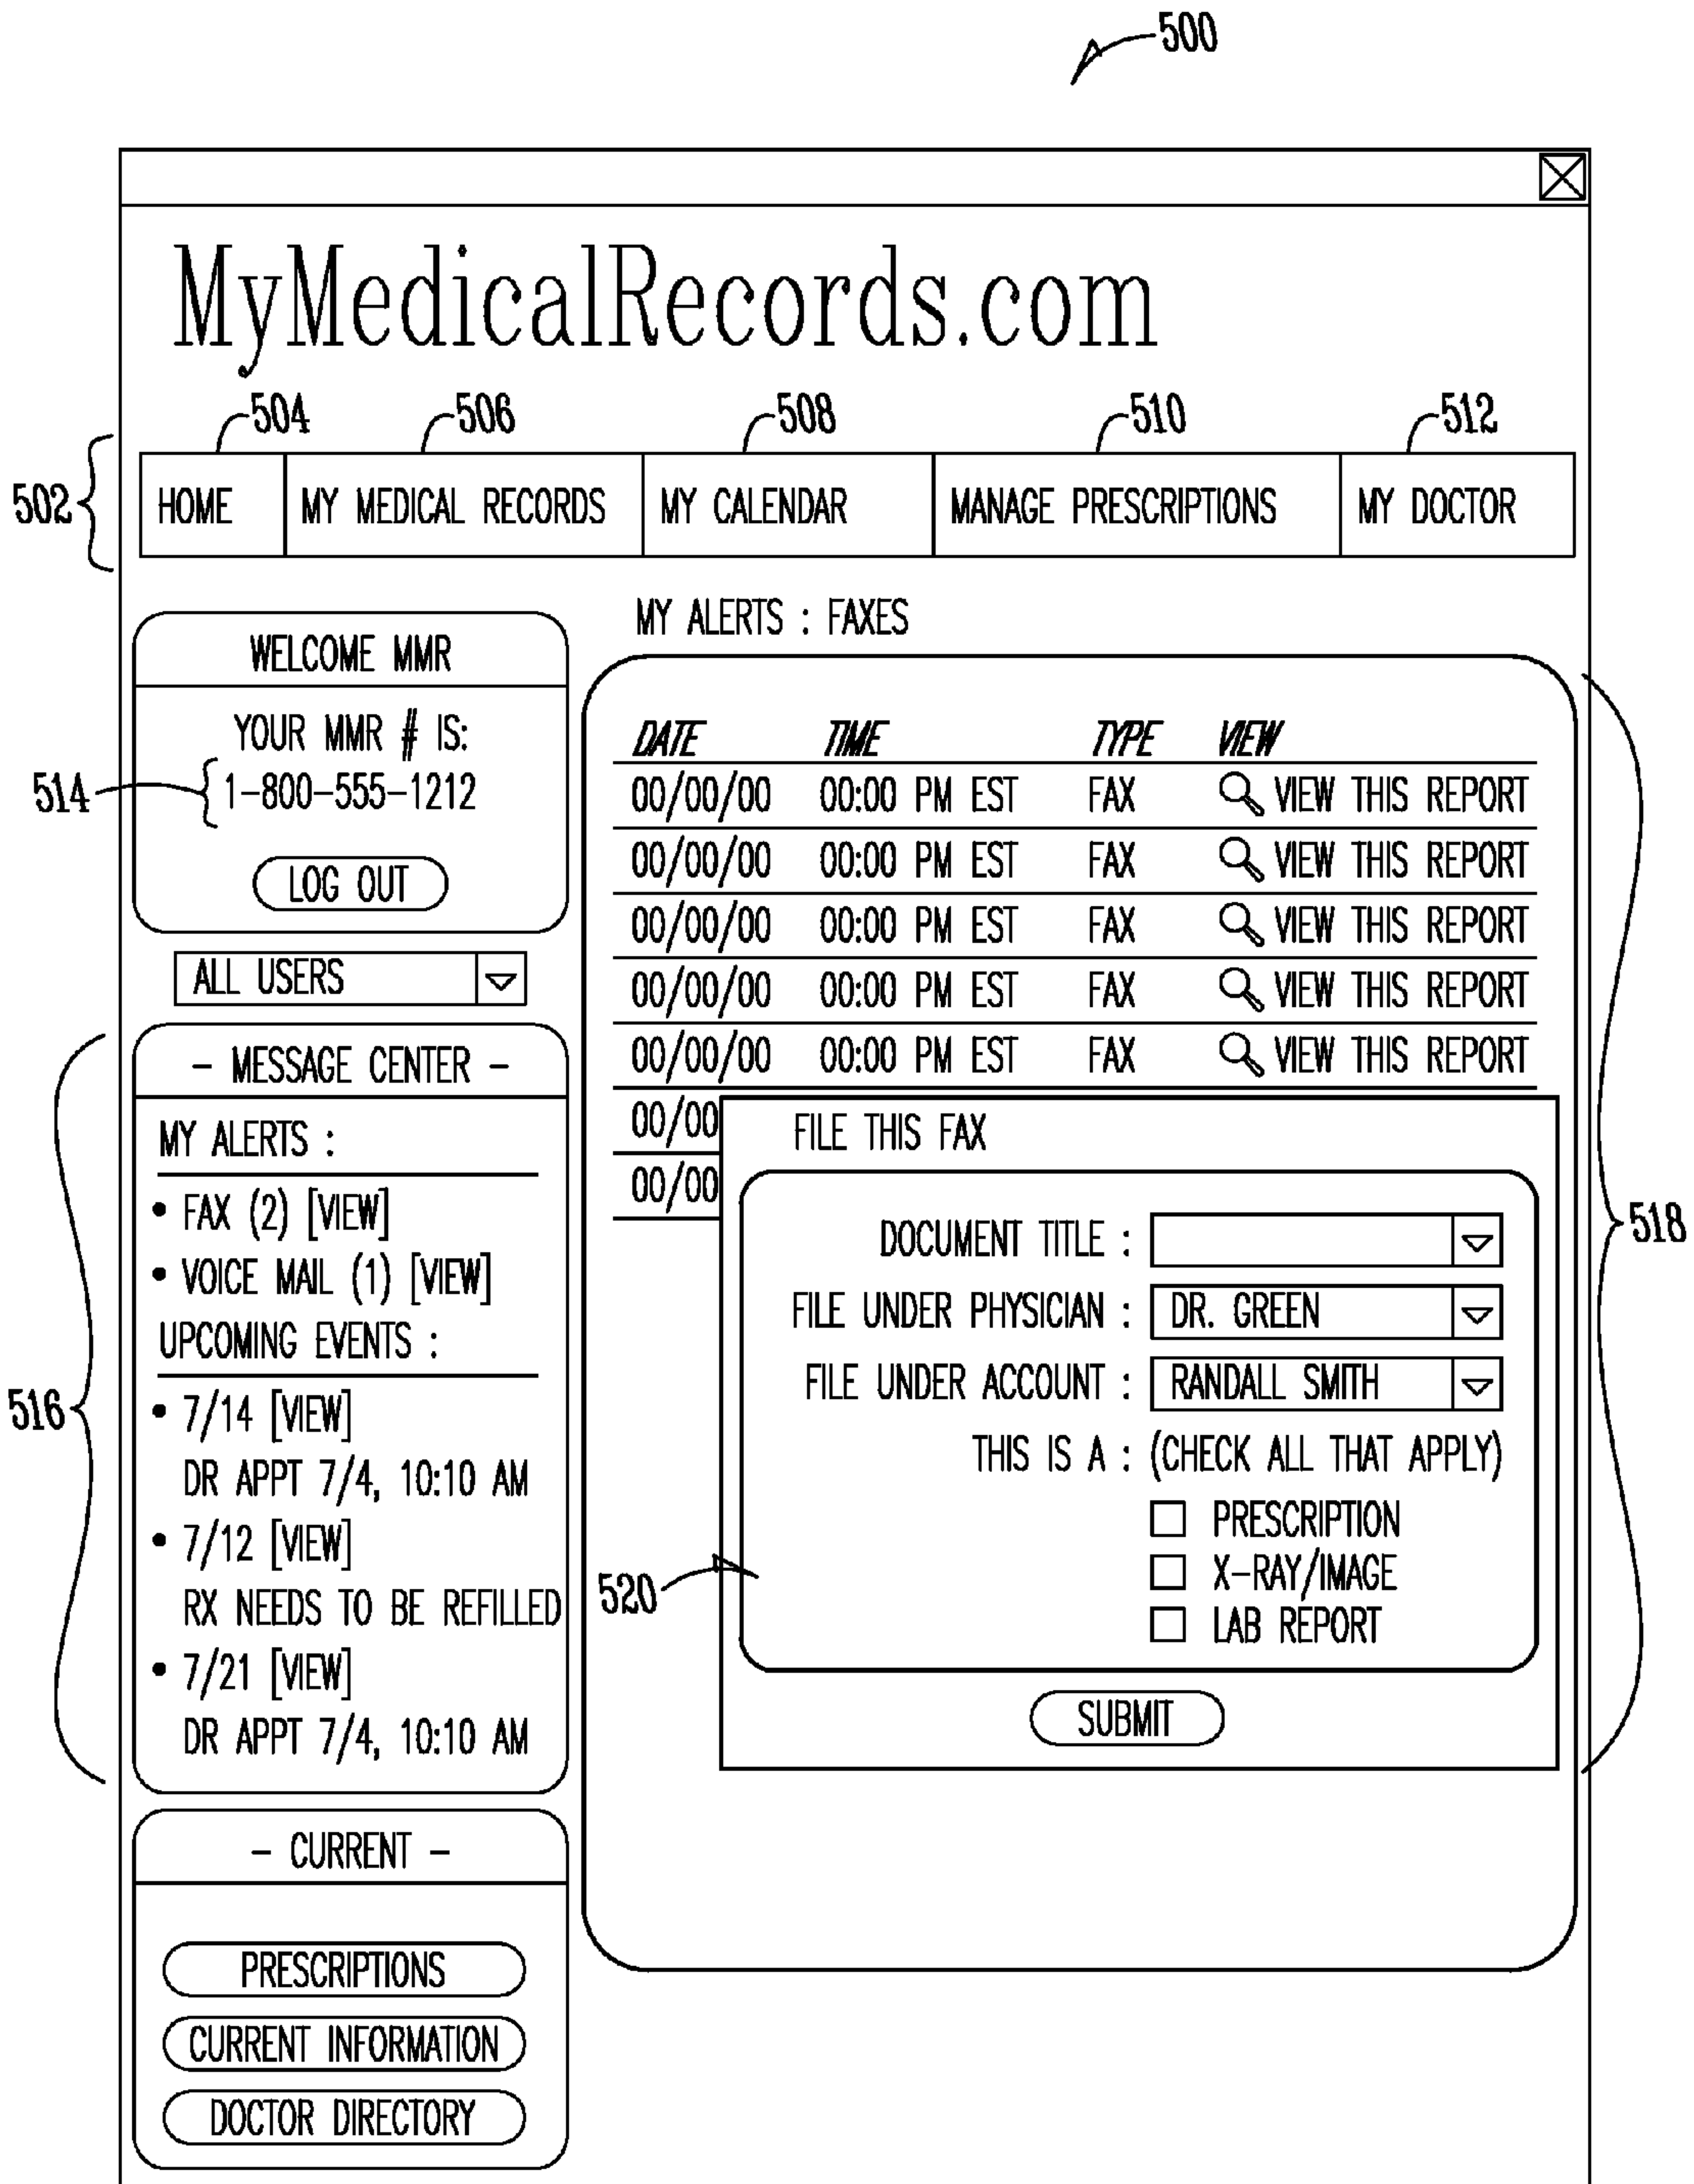 500
MyMedicalRecords.com
504 506 508 510 512
502
HOME MY MEDICAL RECORDS MY CALENDAR MANAGE PRESCRIPTIONS MY DOCTOR
WELCOME MMR
YOUR MMR # IS:
514
1-800-555-1212
LOG OUT
ALL USERS
516
- MESSAGE CENTER -
MY ALERTS :
• FAX (2) [VIEW]
• VOICE MAIL (1) [VIEW]
UPCOMING EVENTS :
• 7/14 [VIEW]
DR APPT 7/4, 10:10 AM
• 7/12 [VIEW]
RX NEEDS TO BE REFILLED
• 7/21 [VIEW]
DR APPT 7/4, 10:10 AM
- CURRENT -
PRESCRIPTIONS
CURRENT INFORMATION
DOCTOR DIRECTORY
MY ALERTS : FAXES
DATE TIME TYPE VIEW
00/00/00 00:00 PM EST FAX VIEW THIS REPORT
00/00/00 00:00 PM EST FAX VIEW THIS REPORT
00/00/00 00:00 PM EST FAX VIEW THIS REPORT
00/00/00 00:00 PM EST FAX VIEW THIS REPORT
00/00/00 00:00 PM EST FAX VIEW THIS REPORT
00/00
00/00
518
FILE THIS FAX
DOCUMENT TITLE :
FILE UNDER PHYSICIAN : DR. GREEN
FILE UNDER ACCOUNT : RANDALL SMITH
THIS IS A : (CHECK ALL THAT APPLY)
PRESCRIPTION
X-RAY/IMAGE
LAB REPORT
520
SUBMIT